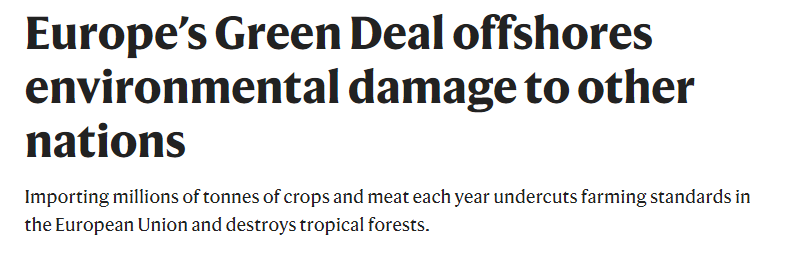 Europe’s Green Deal offshores
environmental damage to other
nations
Importing millions of tonnes of crops and meat each year undercuts farming standards in
the European Union and destroys tropical forests.